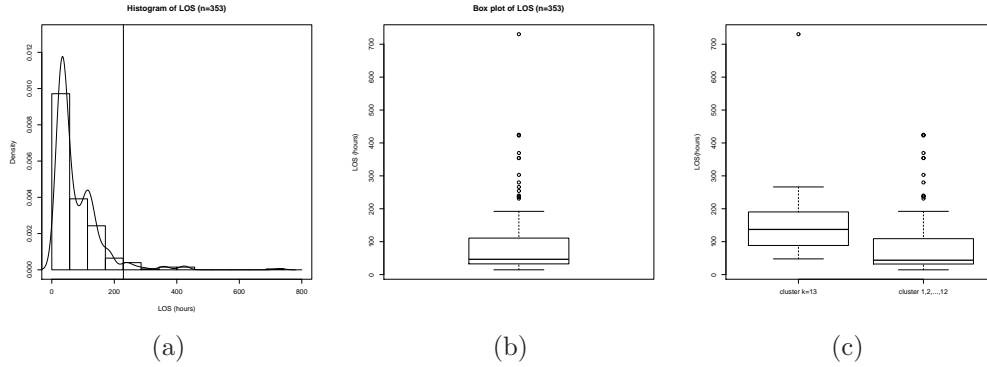 Histogram of LOS (n=353)
Density
0.000
0.002
0.004
0.006
0.008
0.010
0.012
0
200
400
600
800
LOS (hours)
(a)
Box plot of LOS (n=353)
LOS (hours)
0
100
200
300
400
500
600
700
(b)
LOS(hours)
0
100
200
300
400
500
600
700
cluster k=13
cluster 1,2,...,12
(c)